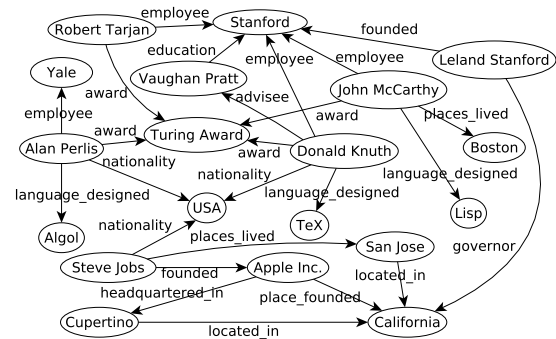 employee
Stanford
founded
Robert Tarjan
education
employee
employee
Leland Stanford
Yale
Vaughan Pratt
John McCarthy
award
advisee
places_lived
employee
award
award
Turing Award
Boston
Alan Perlis
award
Donald Knuth
nationality
nationality
language_designed
language_designed
language_designed
USA
TeX
Lisp
Algol
nationality
places_lived
San Jose
governor
Steve Jobs
founded
Apple Inc.
located_in
headquartered_in
place_founded
Cupertino
located_in
California